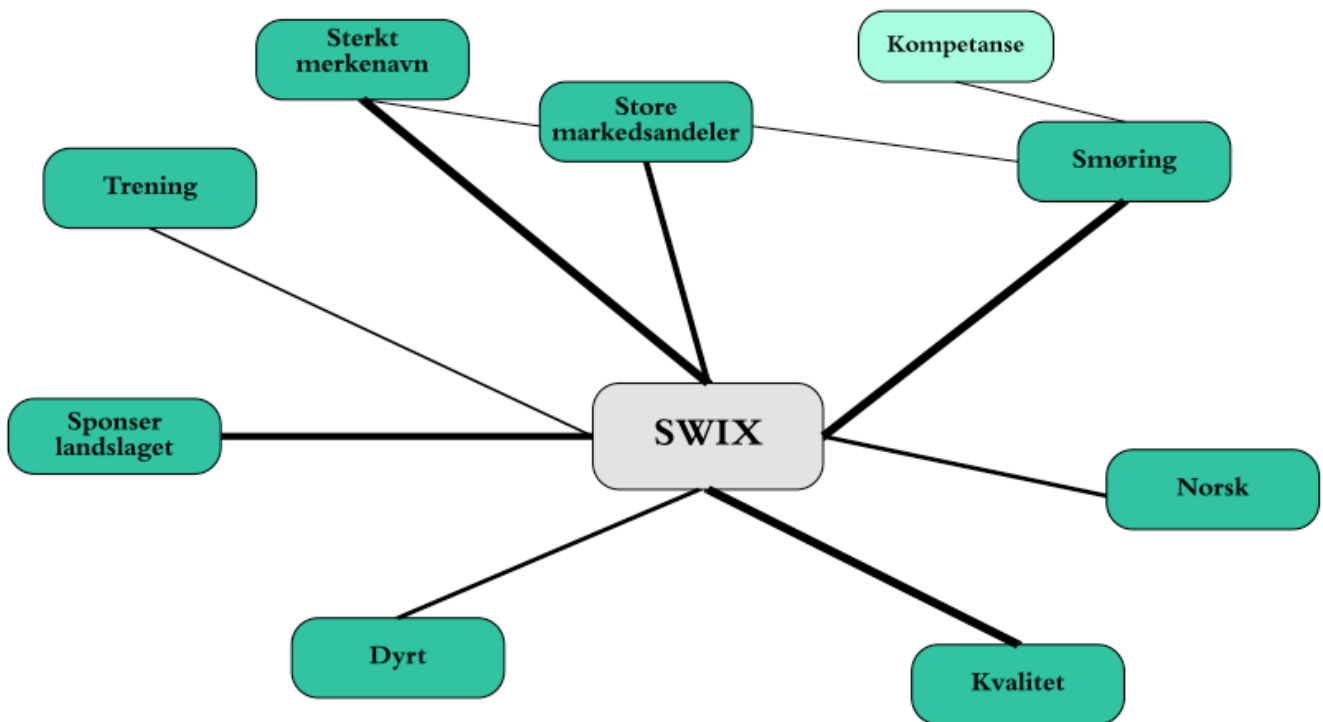 Sterkt
merkenavn
Kompetanse
Store
markedsandeler
Smøring
Trening
Sponser
landslaget
SWIX
Norsk
Dyrt
Kvalitet